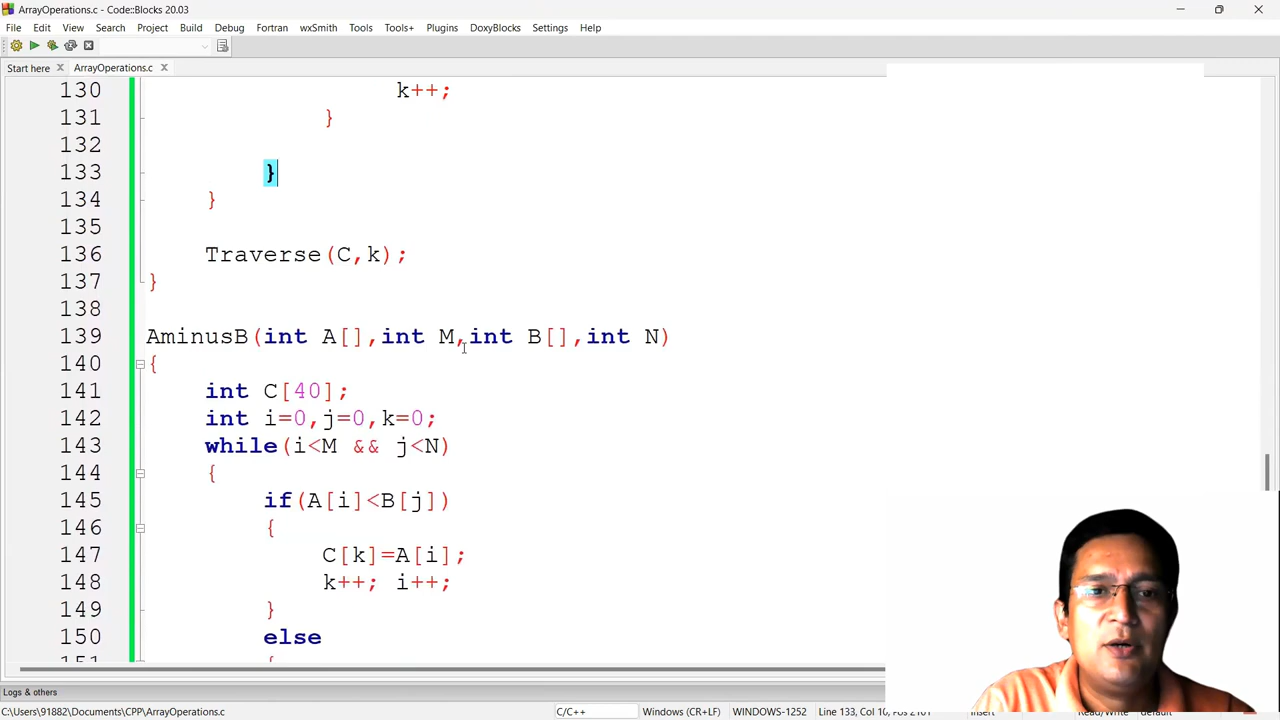 ArrayOperations.c - Code::Blocks 20.03
File Edit View Search Project Build Debug Fortran wxSmith Tools Tools+ Plugins DoxyBlocks Settings Help
Start here ArrayOperations.c
130 k++;
131 }
132
133 }
134 }
135
136 Traverse(C,k);
137 }
138
139 AminusB(int A[],int M,int B[],int N)
140 {
141 int C[40];
142 int i=0,j=0,k=0;
143 while(i<M && j<N)
144 {
145 if(A[i]<B[j])
146 {
147 C[k]=A[i];
148 k++; i++;
149 }
150 else
151 {
Logs & others
C:\Users\91882\Documents\CPP\ArrayOperations.c C/C++ Windows (CR+LF) WINDOWS-1252 Line 133, Col 10, Pos 2101 Insert Read/Write default